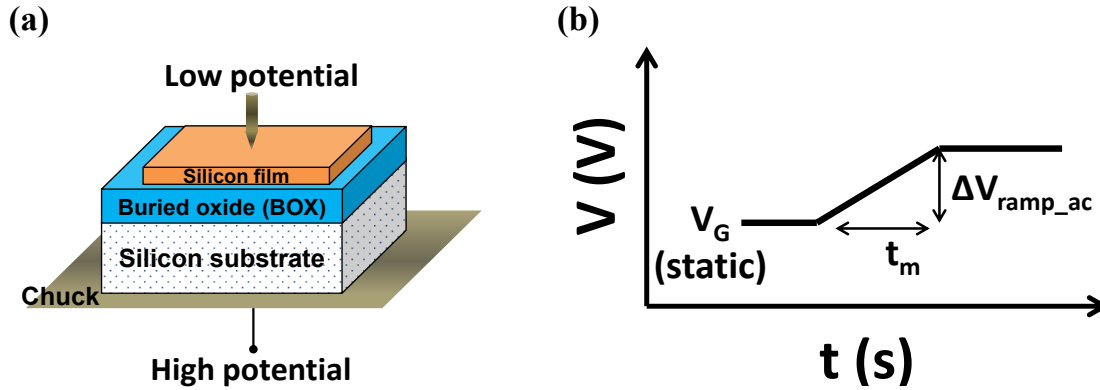 (a)
Low potential
Silicon film
Buried oxide (BOX)
Silicon substrate
Chuck
High potential
(b)
V (V)
V_G
(static)
ΔV_ramp_ac
t_m
t (s)